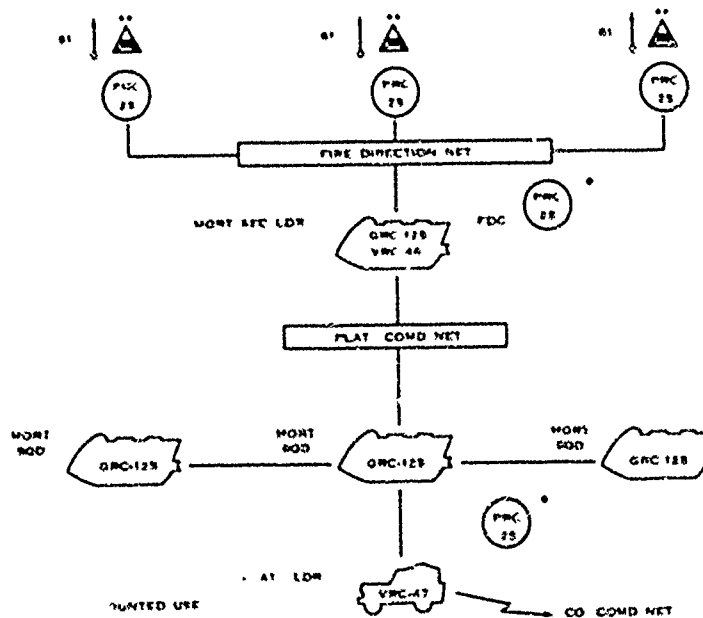 81 81 81
PRC 25 PRC 25 PRC 25
FIRE DIRECTION NET
PRC 25 *
MORT SEC LDR FDC
GRC-125
VRC-46
PLAT COMD NET
MORT SQD MORT SQD MORT SQD
GRC-125 GRC-125 GRC-125
PRC 25 *
LDR
VRC-47
USE CO COMD NET